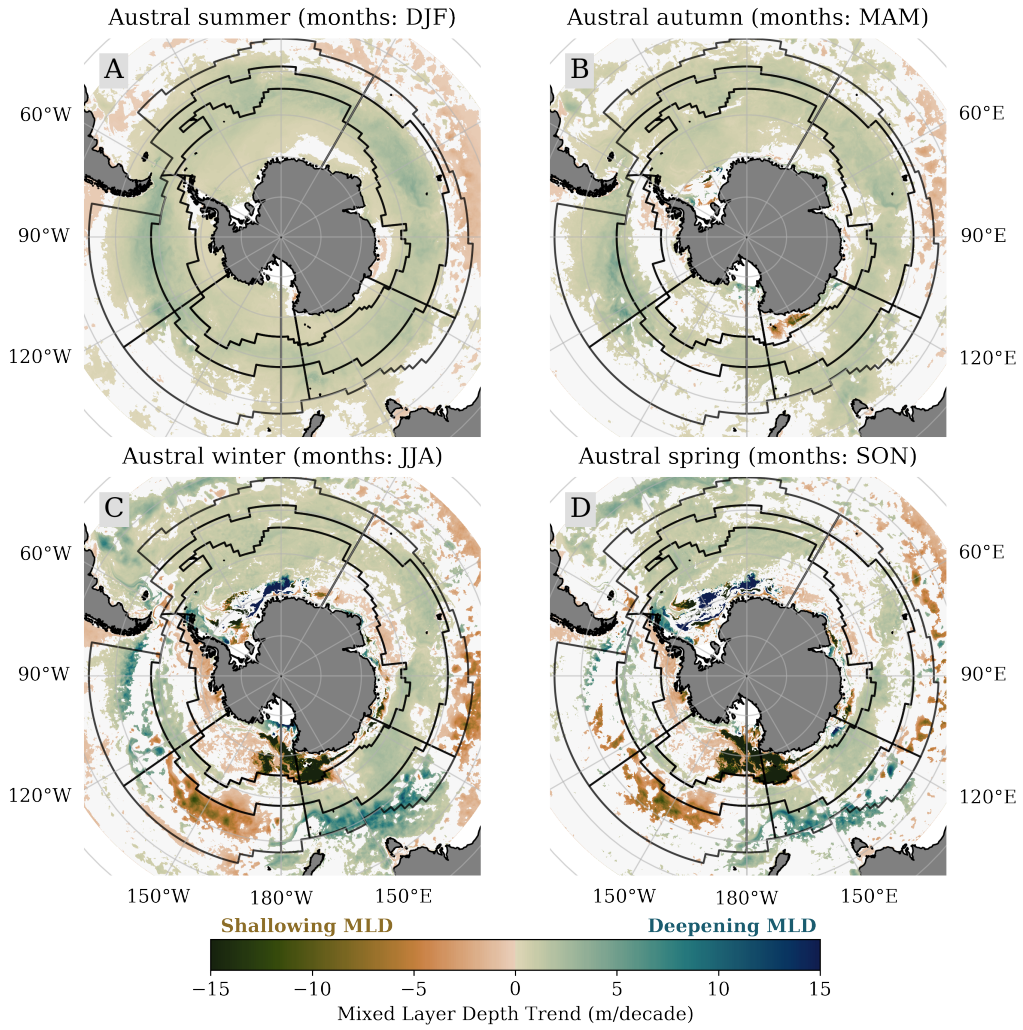 Austral summer (months: DJF)
Austral autumn (months: MAM)
A
B
60°W
60°E
90°W
90°E
120°W
120°E
Austral winter (months: JJA)
Austral spring (months: SON)
C
D
60°W
60°E
90°W
90°E
120°W
120°E
150°W
180°W
150°E
150°W
180°W
150°E
Shallowing MLD
Deepening MLD
−15
−10
−5
0
5
10
15
Mixed Layer Depth Trend (m/decade)